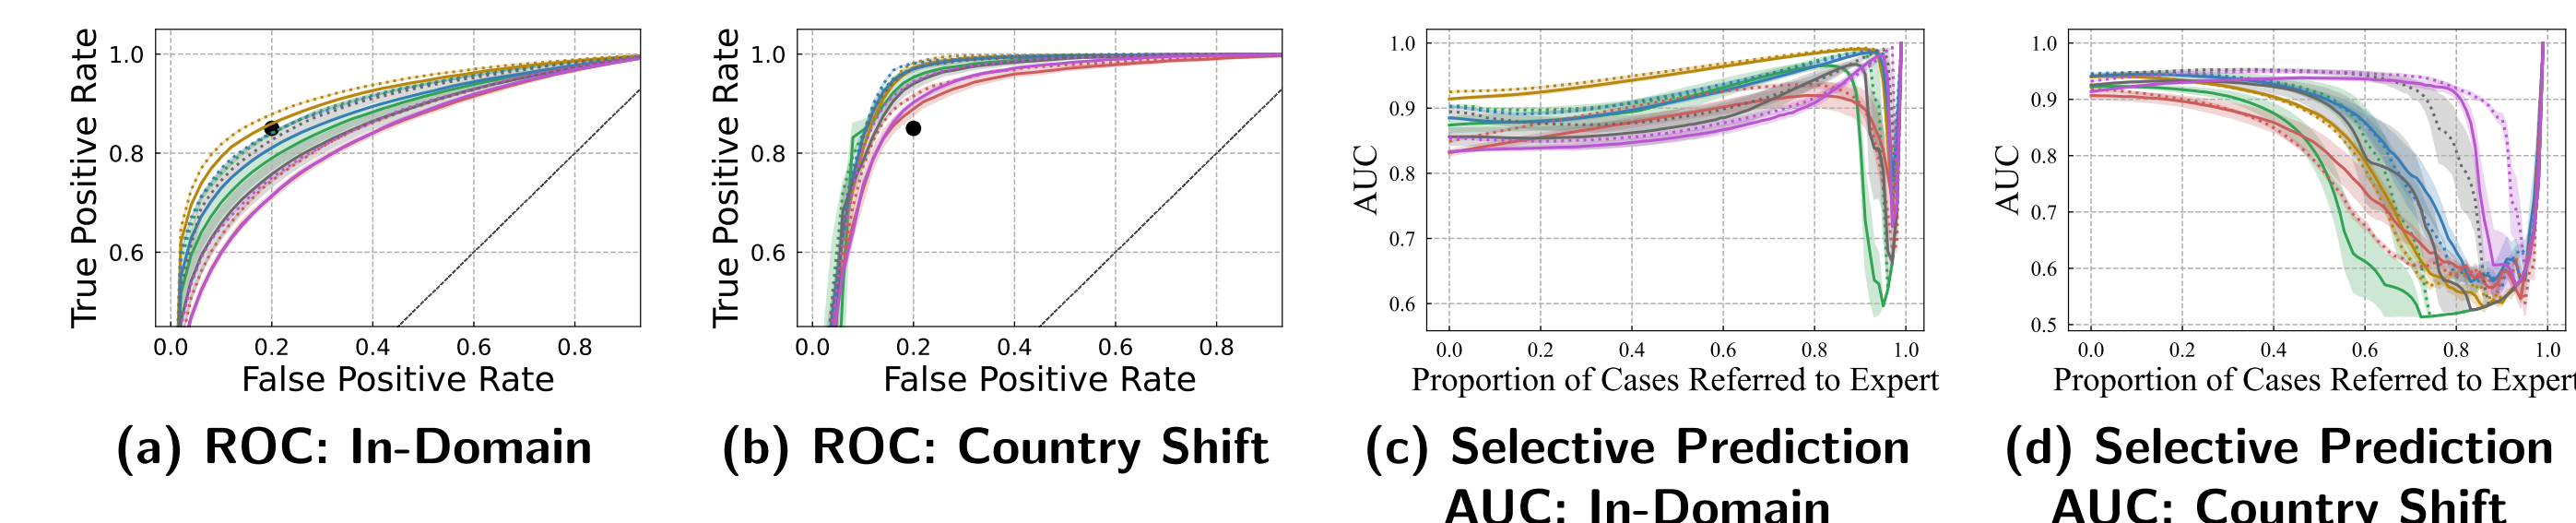 True Positive Rate
1.0
0.8
0.6
0.0 0.2 0.4 0.6 0.8
False Positive Rate
(a) ROC: In-Domain
True Positive Rate
1.0
0.8
0.6
0.0 0.2 0.4 0.6 0.8
False Positive Rate
(b) ROC: Country Shift
AUC
1.0
0.9
0.8
0.7
0.6
0.0 0.2 0.4 0.6 0.8 1.0
Proportion of Cases Referred to Expert
(c) Selective Prediction
AUC: In-Domain
AUC
1.0
0.9
0.8
0.7
0.6
0.5
0.0 0.2 0.4 0.6 0.8 1.0
Proportion of Cases Referred to Expert
(d) Selective Prediction
AUC: Country Shift